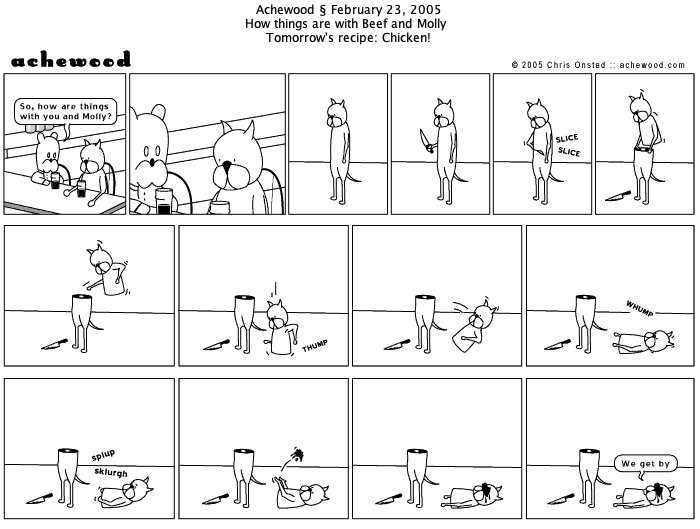 Achewood § February 23, 2005
How things are with Beef and Molly
Tomorrow's recipe: Chicken!
achewood
© 2005 Chris Onstad :: achewood.com
So, how are things
with you and Molly?
SLICE
SLICE
THUMP
WHUMP
splup
sklurgh
We get by